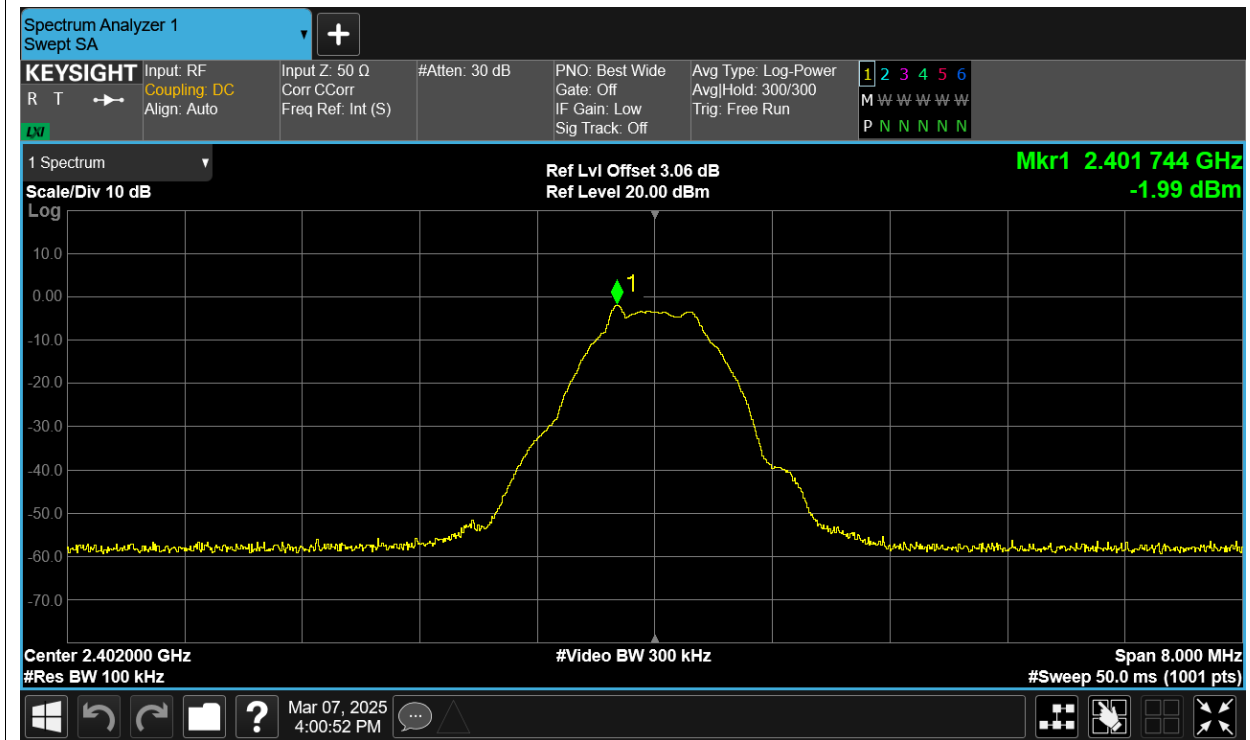 Spectrum Analyzer 1
Swept SA
KEYSIGHT
R T
LXI
Input: RF
Coupling: DC
Align: Auto
Input Z: 50 Ω
Corr CCorr
Freq Ref: Int (S)
#Atten: 30 dB
PNO: Best Wide
Gate: Off
IF Gain: Low
Sig Track: Off
Avg Type: Log-Power
Avg|Hold: 300/300
Trig: Free Run
1 2 3 4 5 6
M W W W W W
P N N N N N
1 Spectrum
Scale/Div 10 dB
Log
Ref Lvl Offset 3.06 dB
Ref Level 20.00 dBm
Mkr1 2.401 744 GHz
-1.99 dBm
1
10.0
0.00
-10.0
-20.0
-30.0
-40.0
-50.0
-60.0
-70.0
Center 2.402000 GHz
#Video BW 300 kHz
Span 8.000 MHz
#Res BW 100 kHz
#Sweep 50.0 ms (1001 pts)
?
Mar 07, 2025
4:00:52 PM